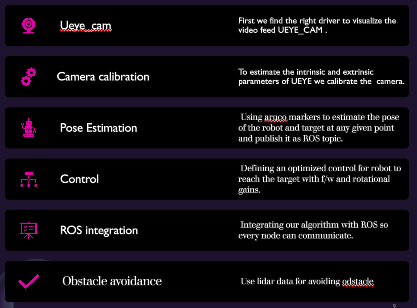 Ueye_cam
First we find the right driver to visualize the
video feed UEYE_CAM .
Camera calibration
To estimate the intrinsic and extrinsic
parameters of UEYE we calibrate the camera.
Pose Estimation
Using aruco markers to estimate the pose
of the robot and target at any given point
and publish it as ROS topic.
Control
Defining an optimized control for robot to
reach the target with f/w and rotational
gains.
ROS integration
Integrating our algorithm with ROS so
every node can communicate.
Obstacle avoidance
Use lidar data for avoiding odstacle
9